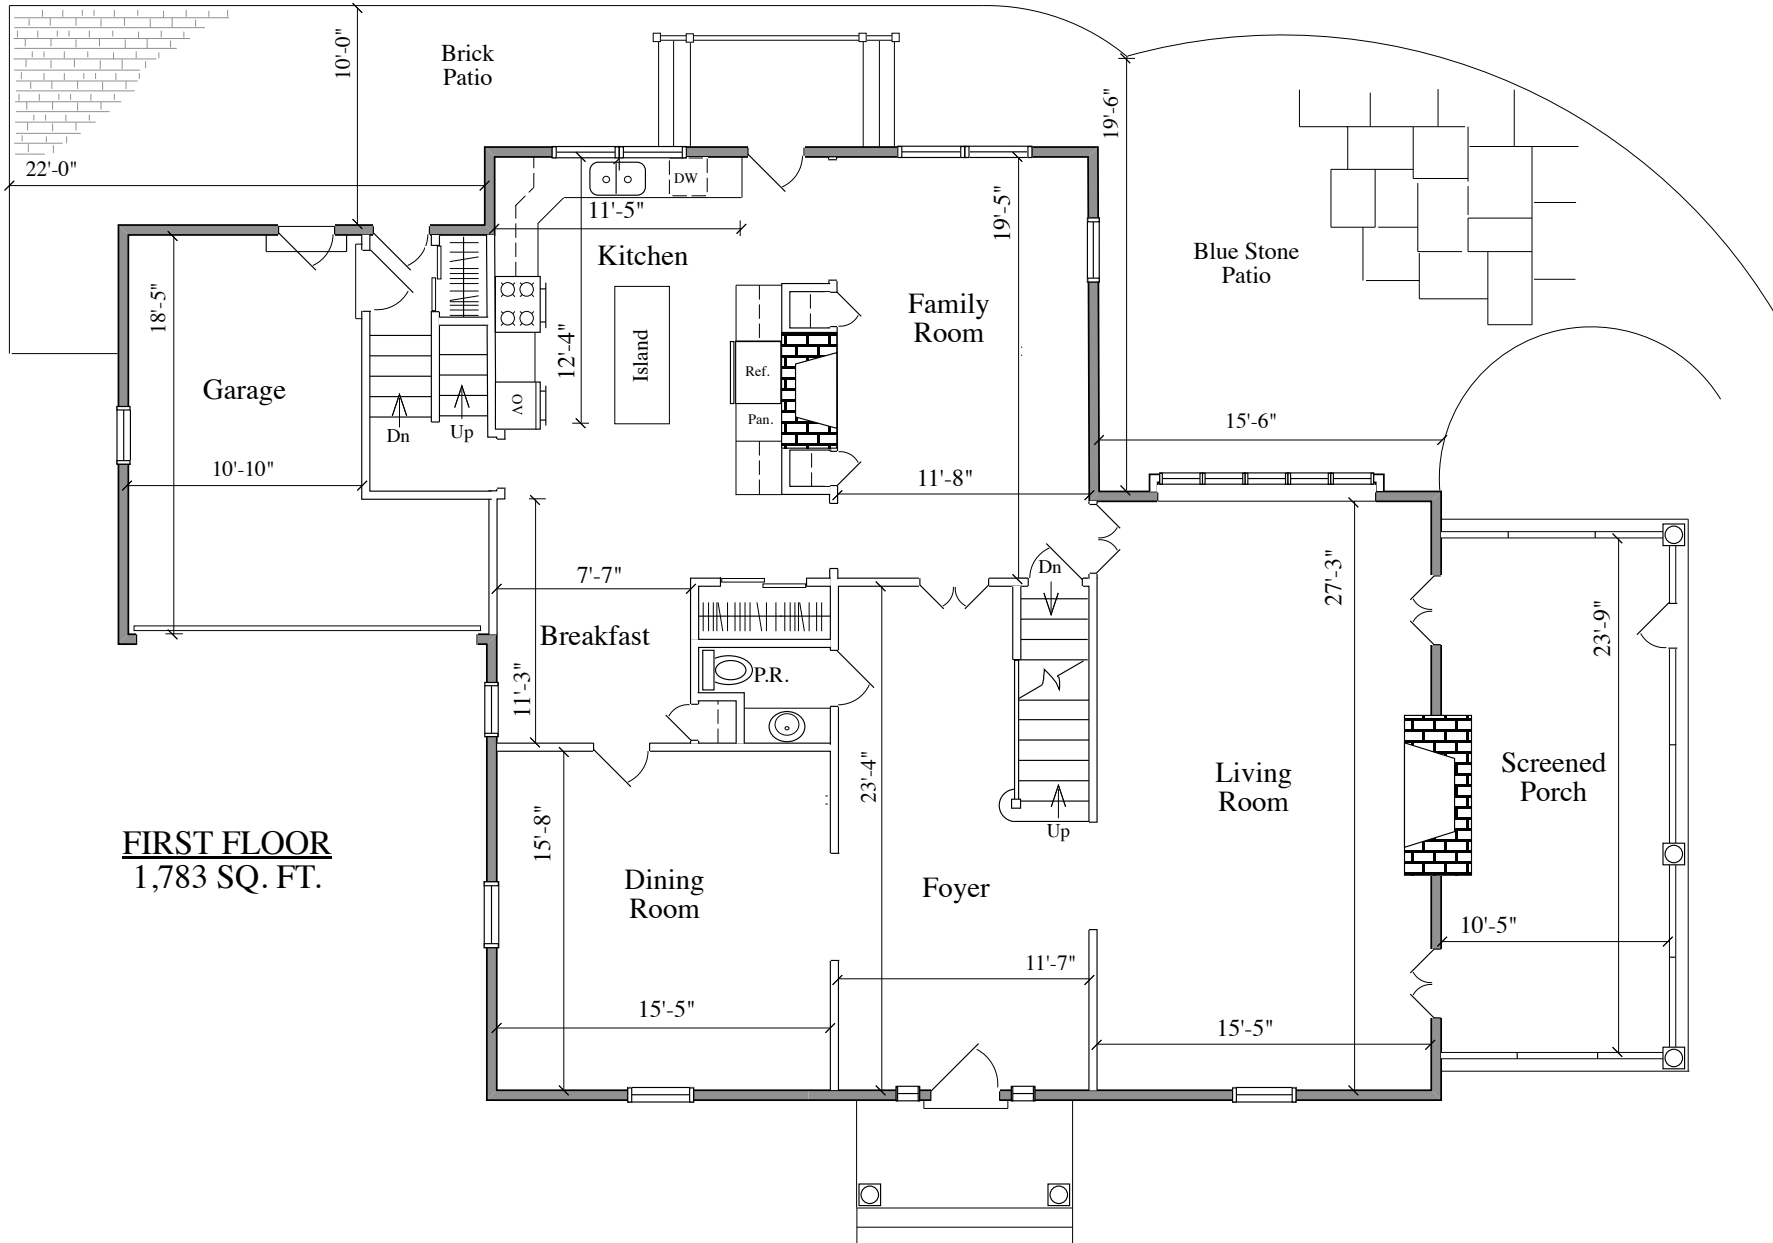 10'-0"
Brick
Patio
19'-6"
22'-0"
DW
11'-5"
19'-5"
Kitchen
Blue Stone
Patio
18'-5"
Family
Room
12'-4"
Island
Ref.
Garage
OV
Pan.
Dn
Up
15'-6"
10'-10"
11'-8"
Dn
7'-7"
27'-3"
23'-9"
Breakfast
P.R.
11'-3"
23'-4"
Living
Room
Screened
Porch
15'-8"
Up
FIRST FLOOR
1,783 SQ. FT.
Dining
Room
Foyer
10'-5"
11'-7"
15'-5"
15'-5"